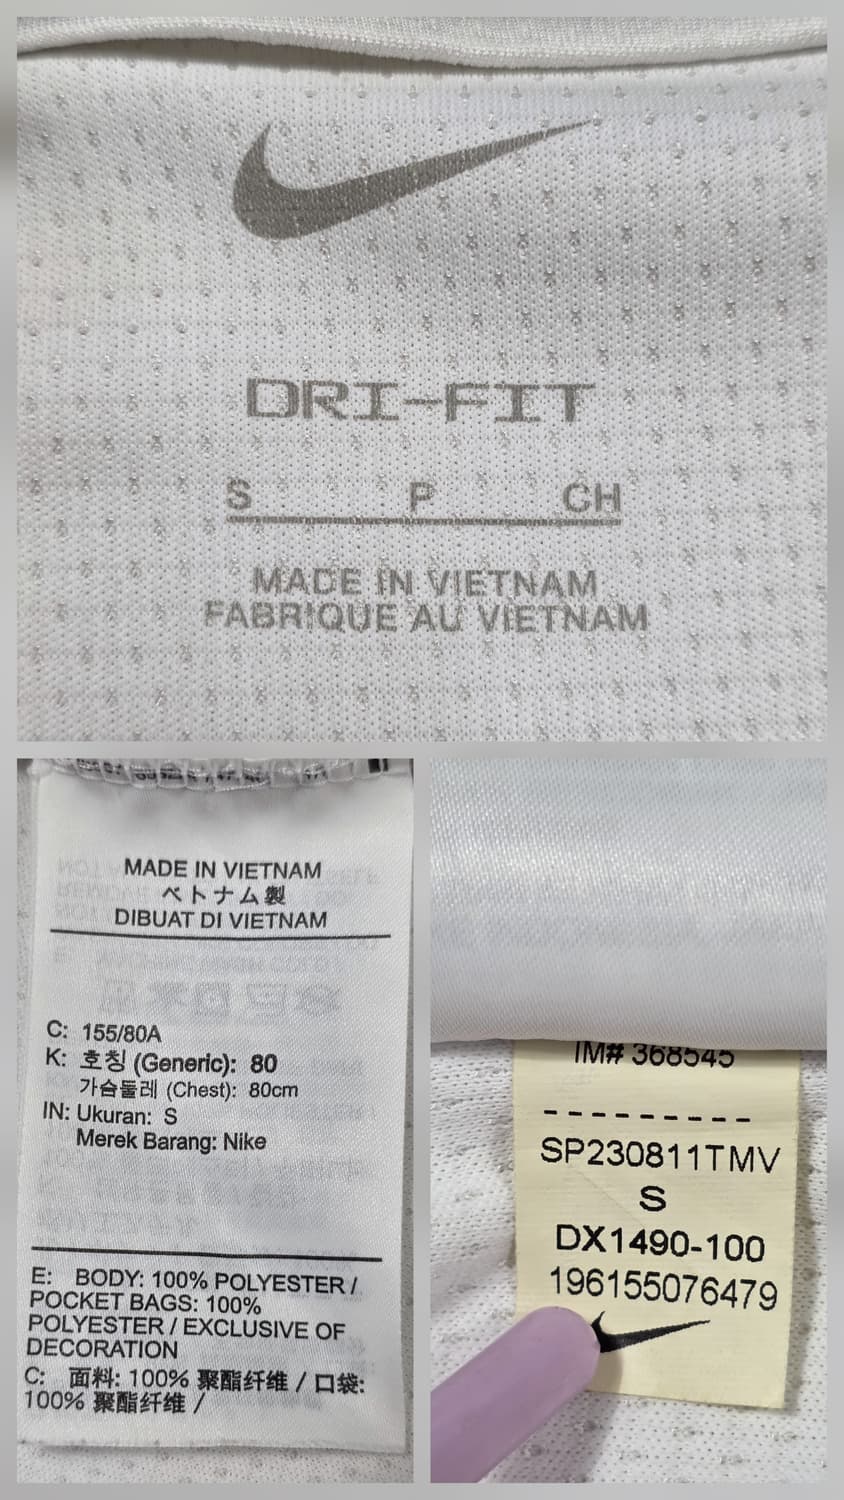 DRI-FIT
S P CH
MADE IN VIETNAM
FABRIQUE AU VIETNAM
MADE IN VIETNAM
ベトナム製
DIBUAT DI VIETNAM
C: 155/80A
K: 호칭 (Generic): 80
가슴둘레 (Chest): 80cm
IN: Ukuran: S
Merek Barang: Nike
E: BODY: 100% POLYESTER /
POCKET BAGS: 100%
POLYESTER / EXCLUSIVE OF
DECORATION
C: 面料: 100% 聚酯纤维 / 口袋:
100% 聚酯纤维 /
IM# 368545
SP230811TMV
S
DX1490-100
196155076479